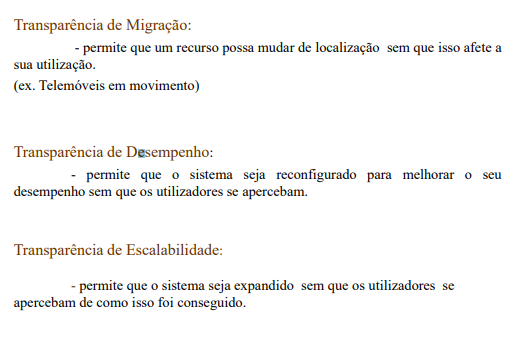 Transparência de Migração:
- permite que um recurso possa mudar de localização sem que isso afete a
sua utilização.
(ex. Telemóveis em movimento)
Transparência de Desempenho:
- permite que o sistema seja reconfigurado para melhorar o seu
desempenho sem que os utilizadores se apercebam.
Transparência de Escalabilidade:
- permite que o sistema seja expandido sem que os utilizadores se
apercebam de como isso foi conseguido.